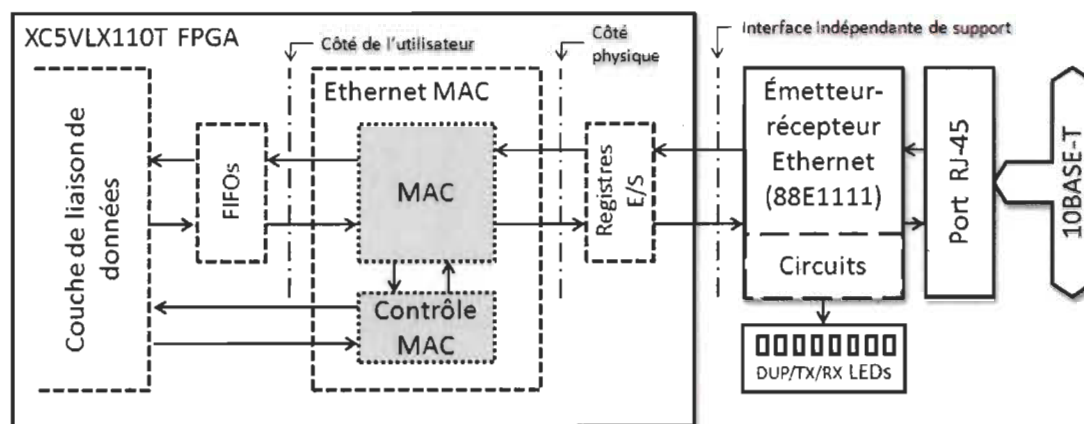 XC5VLX110T FPGA
Côté de l'utilisateur
Côté
physique
Interface indépendante de support
Ethernet MAC
Émetteur-
récepteur
Ethernet
(88E1111)
Couche de liaison de
données
FIFOs
MAC
Registres
E/S
Port RJ-45
10BASE-T
Circuits
Contrôle
MAC
DUP/TX/RX LEDs